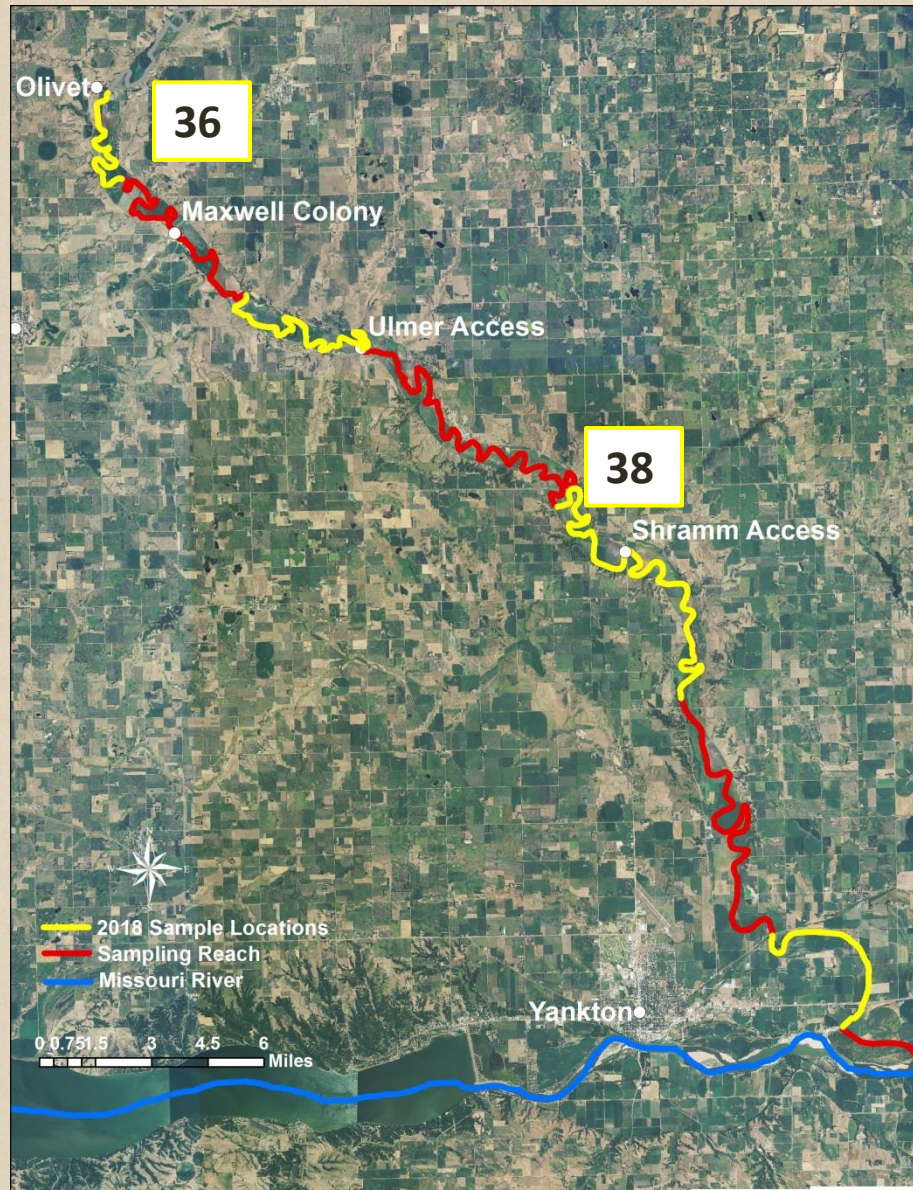 Olivet
36
Maxwell Colony
Ulmer Access
38
Shramm Access
2018 Sample Locations
Sampling Reach
Missouri River
Yankton
0 0.75 1.5 3 4.5 6
Miles